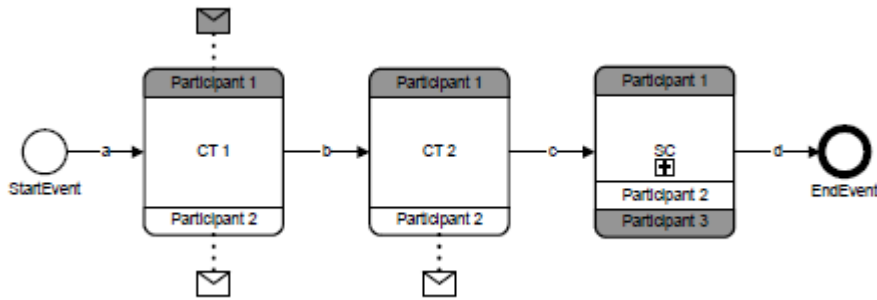 Participant 1
Participant 1
Participant 1
a
CT 1
b
CT 2
c
SC
d
StartEvent
EndEvent
Participant 2
Participant 2
Participant 2
Participant 3